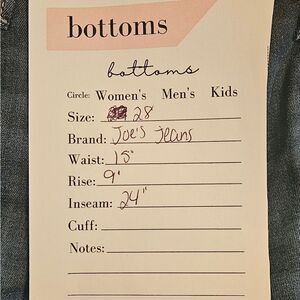 bottoms
bottoms
Circle: Women's Men's Kids
Size: 28
Brand: Joe's Jeans
Waist: 15"
Rise: 9"
Inseam: 24"
Cuff:
Notes: